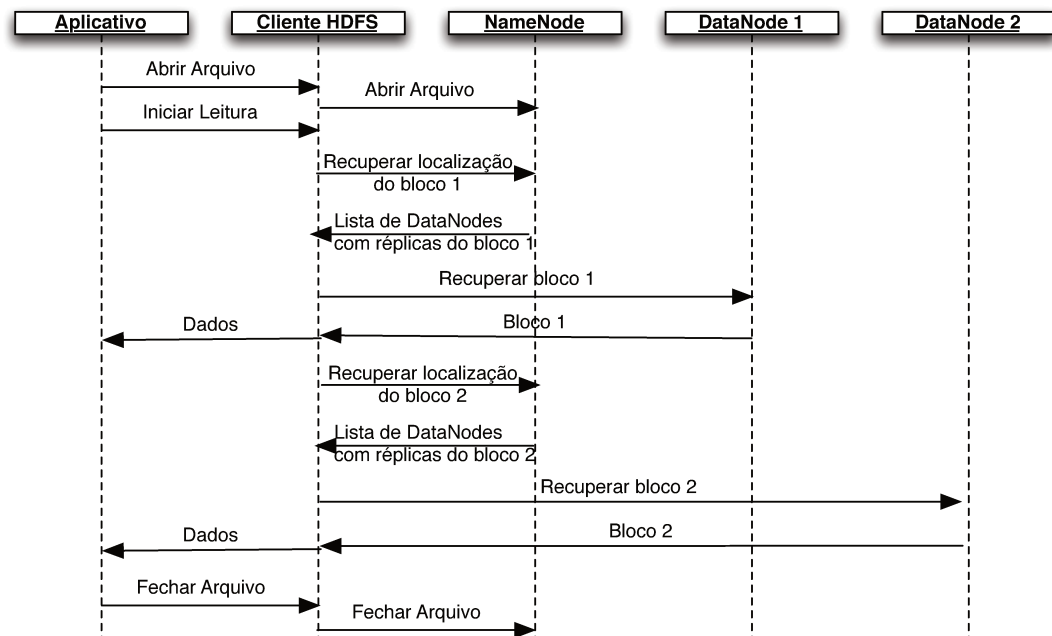 Aplicativo
Cliente HDFS
NameNode
DataNode 1
DataNode 2
Abrir Arquivo
Abrir Arquivo
Iniciar Leitura
Recuperar localização
do bloco 1
Lista de DataNodes
com réplicas do bloco 1
Recuperar bloco 1
Bloco 1
Dados
Recuperar localização
do bloco 2
Lista de DataNodes
com réplicas do bloco 2
Recuperar bloco 2
Bloco 2
Dados
Fechar Arquivo
Fechar Arquivo